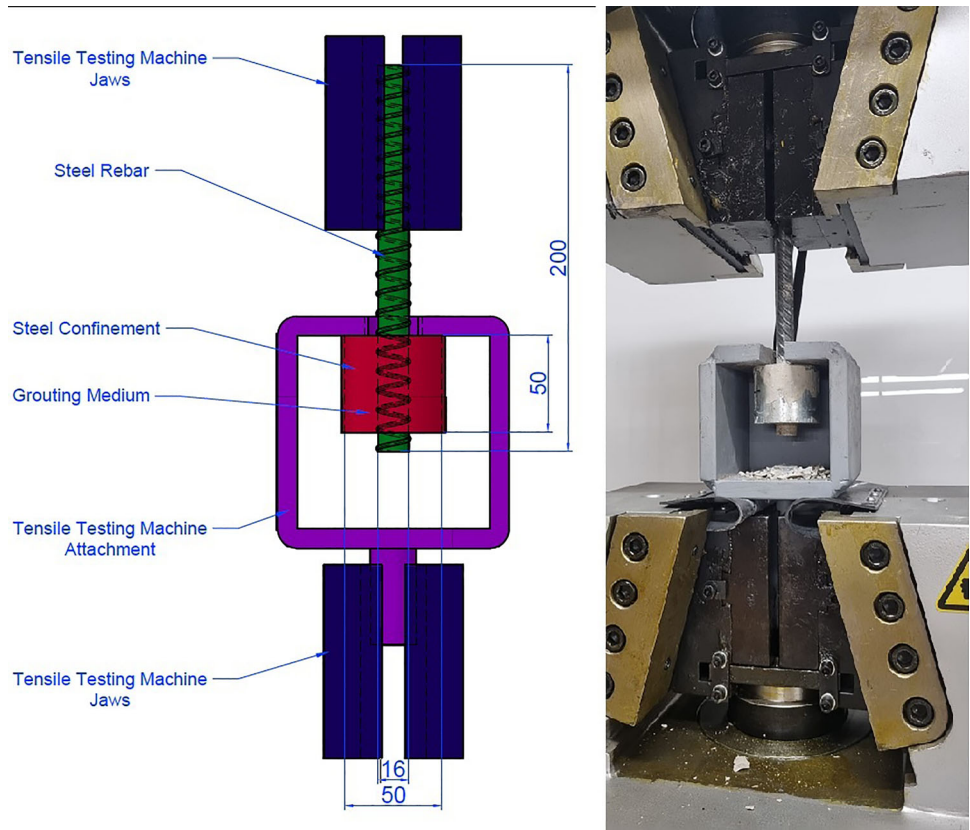 Tensile Testing Machine
Jaws
Steel Rebar
200
Steel Confinement
50
Grouting Medium
Tensile Testing Machine
Attachment
Tensile Testing Machine
Jaws
16
50